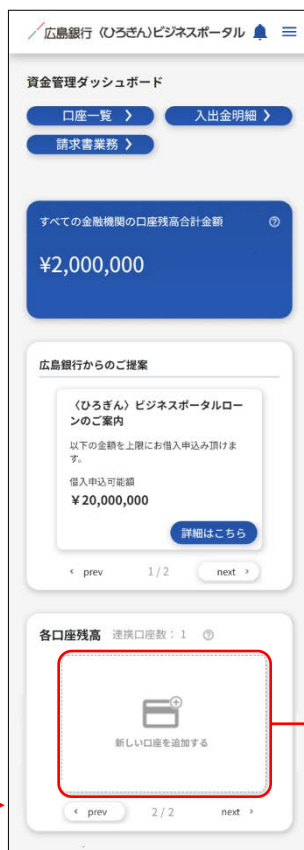 広島銀行 〈ひろぎん〉ビジネスポータル
資金管理ダッシュボード
口座一覧 〉 入出金明細 〉
請求書業務 〉
すべての金融機関の口座残高合計金額 ?
¥2,000,000
広島銀行からのご提案
〈ひろぎん〉ビジネスポータルロー
ンのご案内
以下の金額を上限にお借入申込み頂けま
す。
借入申込可能額
¥20,000,000
詳細はこちら
‹ prev 1/2 next ›
各口座残高 連携口座数：1 ?
新しい口座を追加する
‹ prev 2/2 next ›